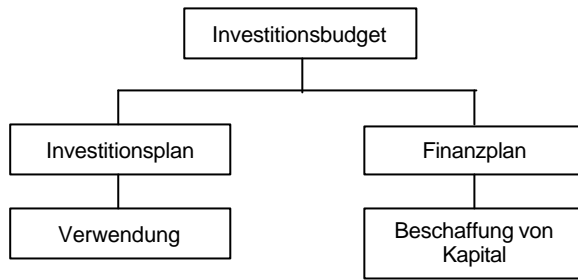 Investitionsbudget
Investitionsplan
Finanzplan
Verwendung
Beschaffung von
Kapital